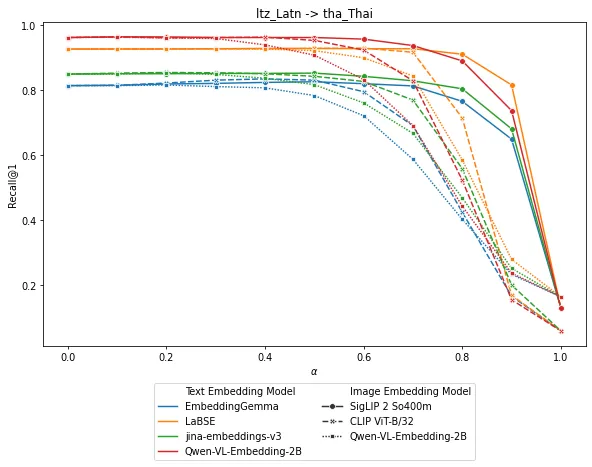 ltz_Latn -> tha_Thai
Recall@1
1.0
0.8
0.6
0.4
0.2
0.0 0.2 0.4 0.6 0.8 1.0
α
Text Embedding Model Image Embedding Model
EmbeddingGemma SigLIP 2 So400m
LaBSE CLIP ViT-B/32
jina-embeddings-v3 Qwen-VL-Embedding-2B
Qwen-VL-Embedding-2B